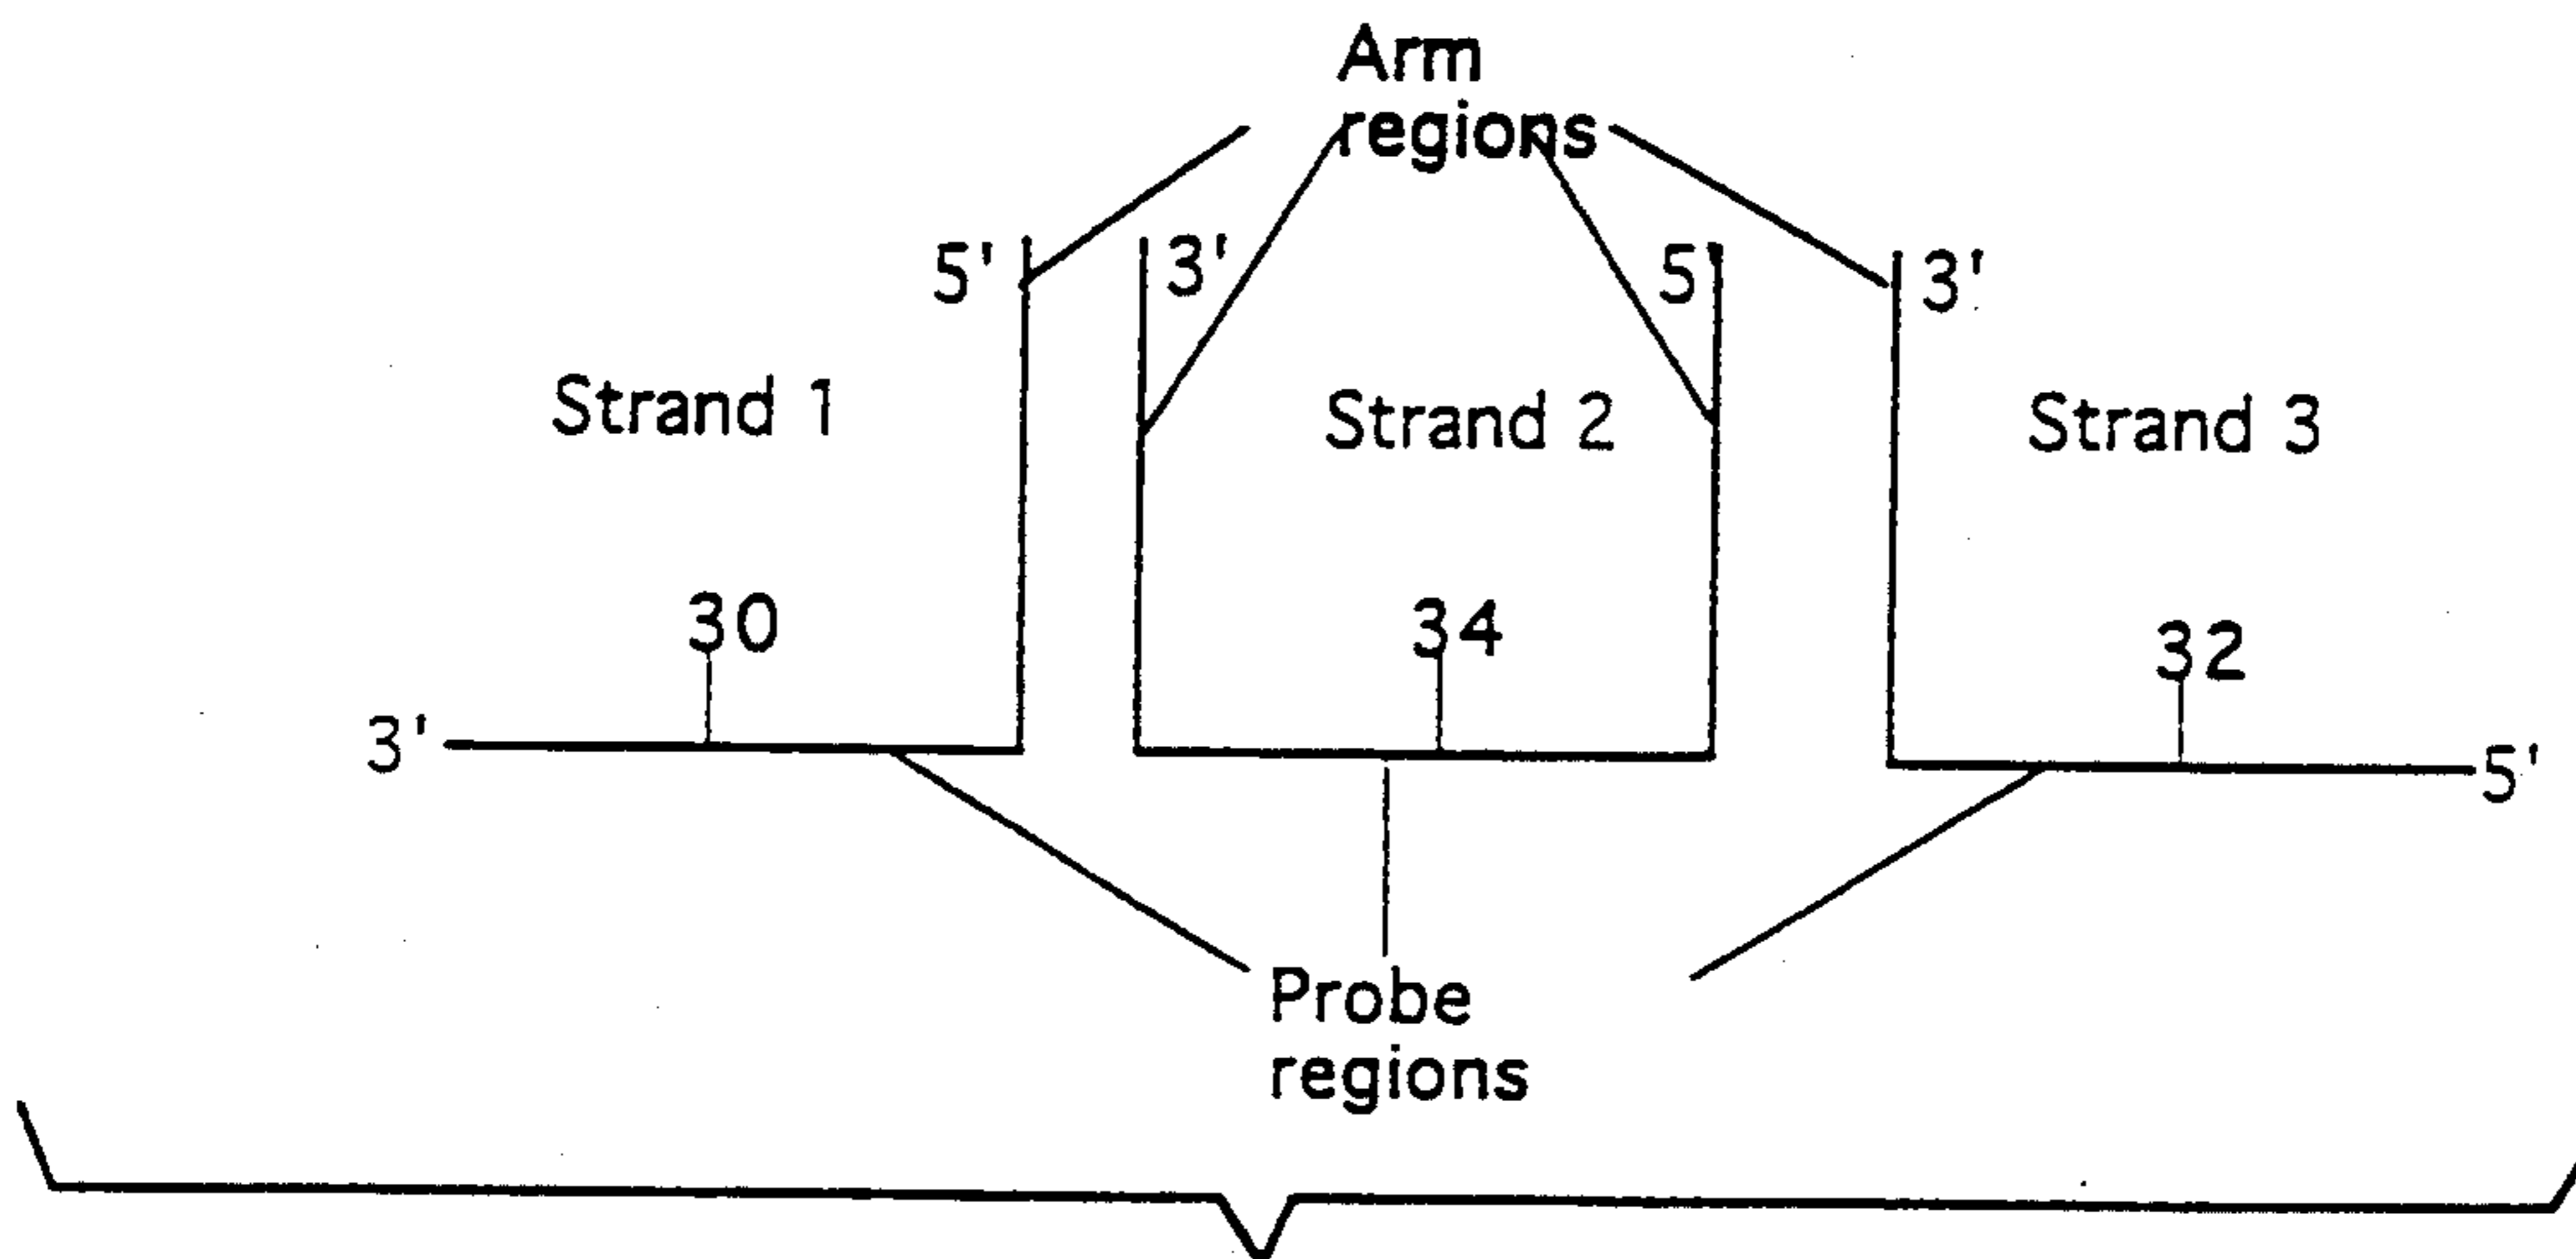 Arm
regions
5'
3'
5'
3'
Strand 1
Strand 2
Strand 3
30
34
32
3'
5'
Probe
regions